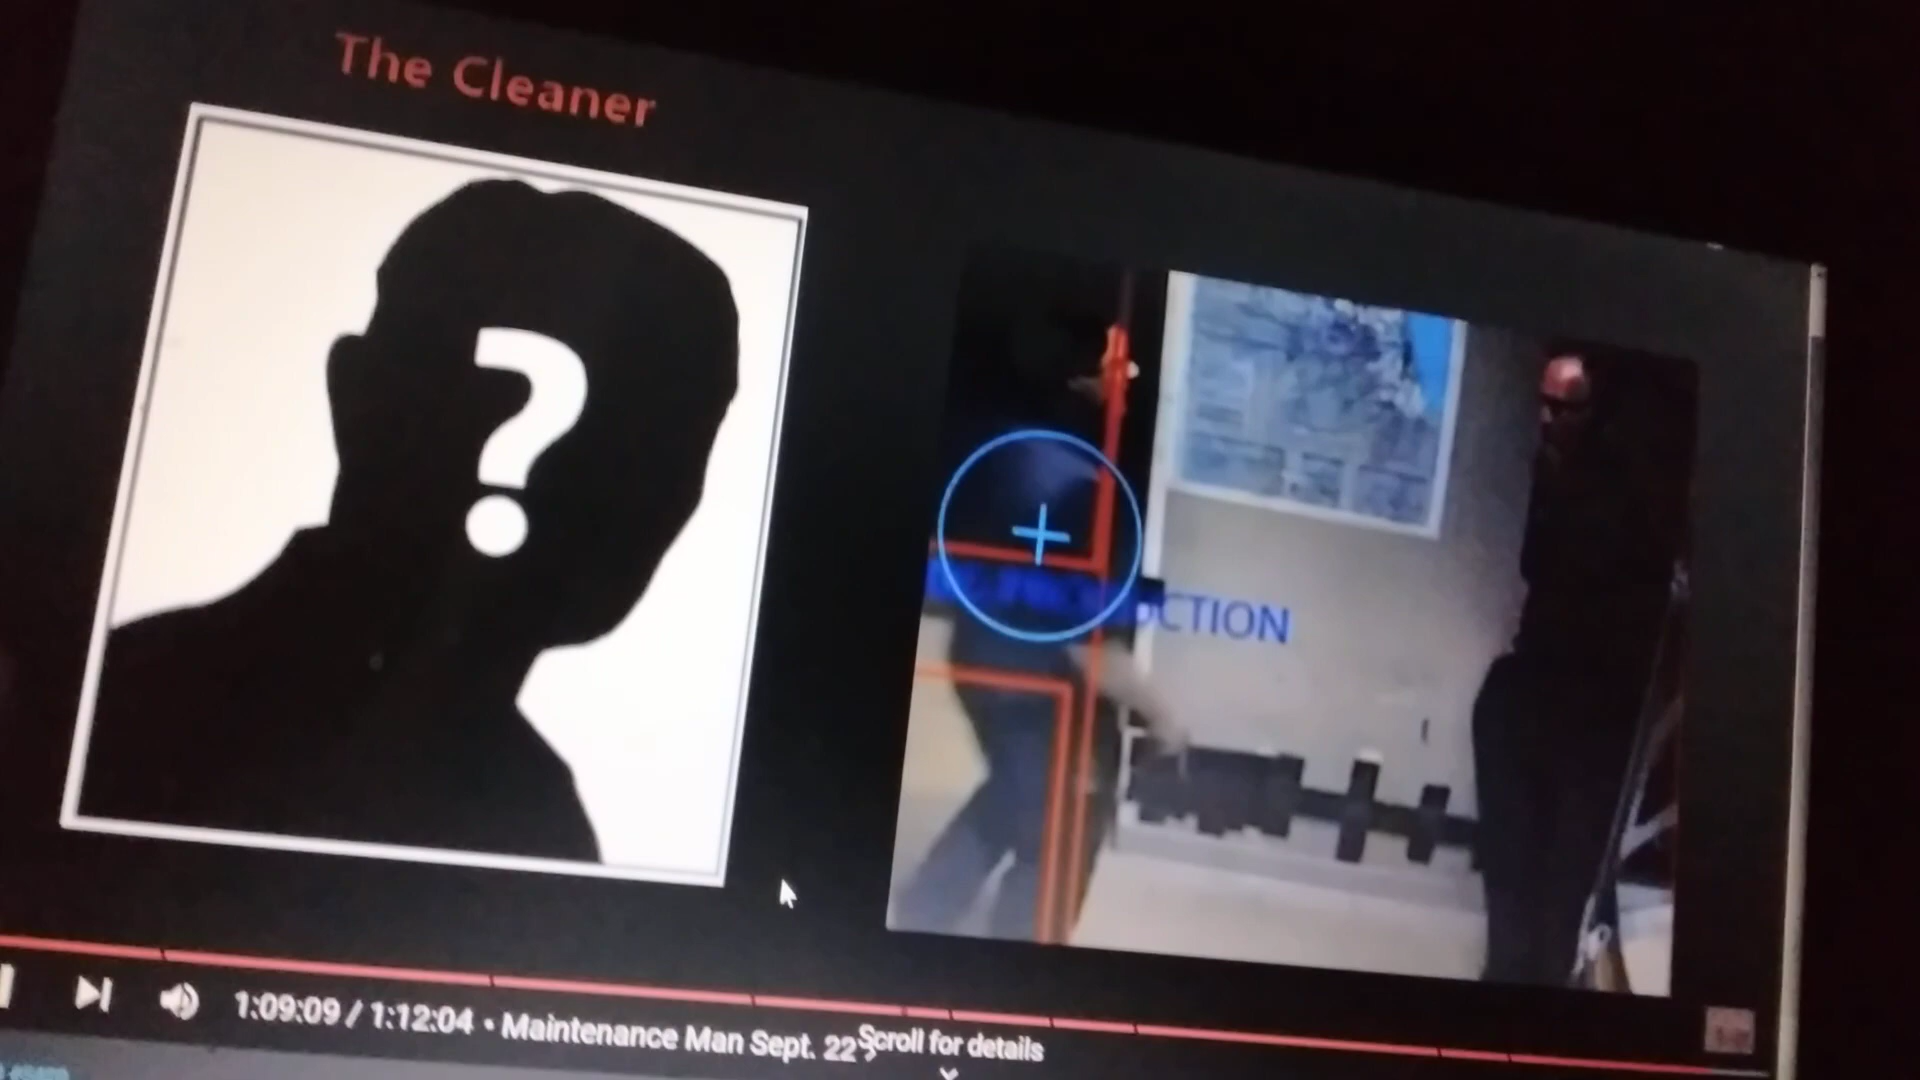 The Cleaner
?
CTION
1:09:09 / 1:12:04 • Maintenance Man Sept. 22
Scroll for details